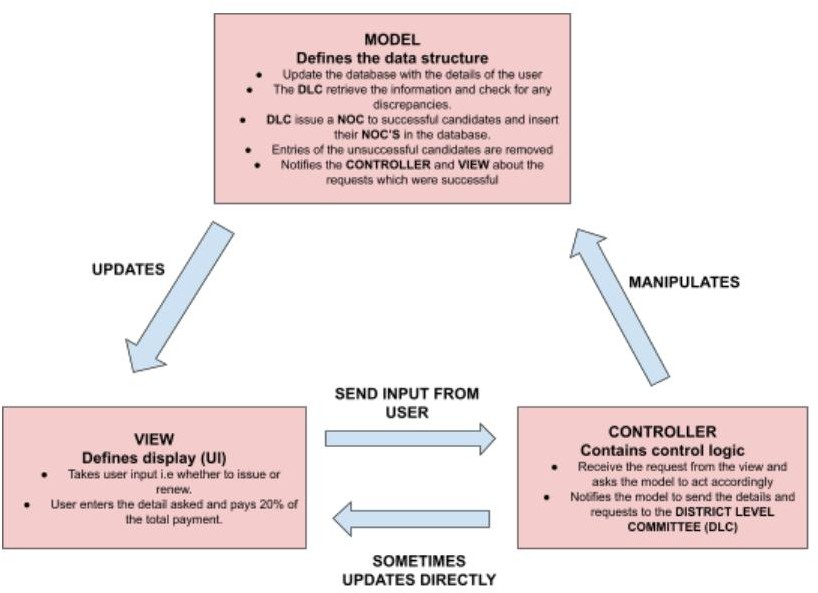 MODEL
Defines the data structure
● Update the database with the details of the user
● The DLC retrieve the information and check for any
discrepancies.
● DLC issue a NOC to successful candidates and insert
their NOC'S in the database.
● Entries of the unsuccessful candidates are removed
● Notifies the CONTROLLER and VIEW about the
requests which were successful
UPDATES
MANIPULATES
SEND INPUT FROM
USER
VIEW
Defines display (UI)
● Takes user input i.e whether to issue or
renew.
● User enters the detail asked and pays 20% of
the total payment.
CONTROLLER
Contains control logic
● Receive the request from the view and
asks the model to act accordingly
● Notifies the model to send the details and
requests to the DISTRICT LEVEL
COMMITTEE (DLC)
SOMETIMES
UPDATES DIRECTLY